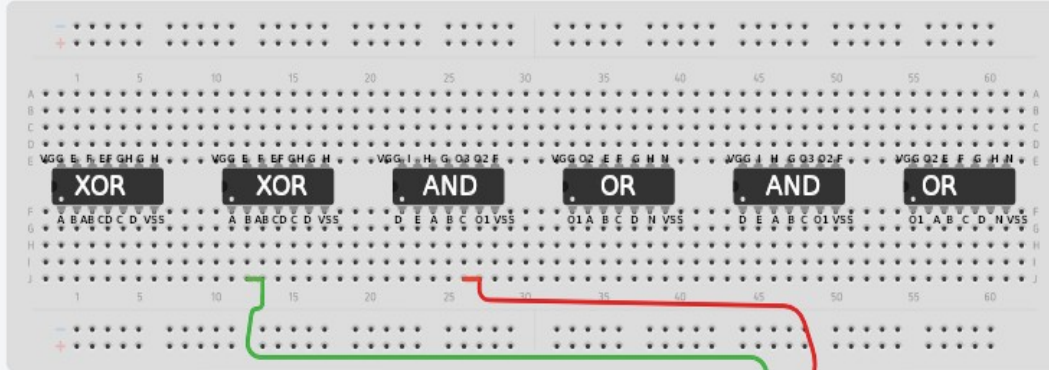 − −
+ +
1 5 10 15 20 25 30 35 40 45 50 55 60
A A
B B
C C
D D
E VGG E F EF GH G H VGG E F EF GH G H VGG I H G O3 O2 F VGG O2 E F G H N VGG I H G O3 O2 F VGG O2 E F G H N E
XOR XOR AND OR AND OR
F F
A B AB CD C D VSS A B AB CD C D VSS D E A B C O1 VSS O1 A B C D N VSS D E A B C O1 VSS O1 A B C D N VSS
G G
H H
I I
J J
1 5 10 15 20 25 30 35 40 45 50 55 60
− −
+ +